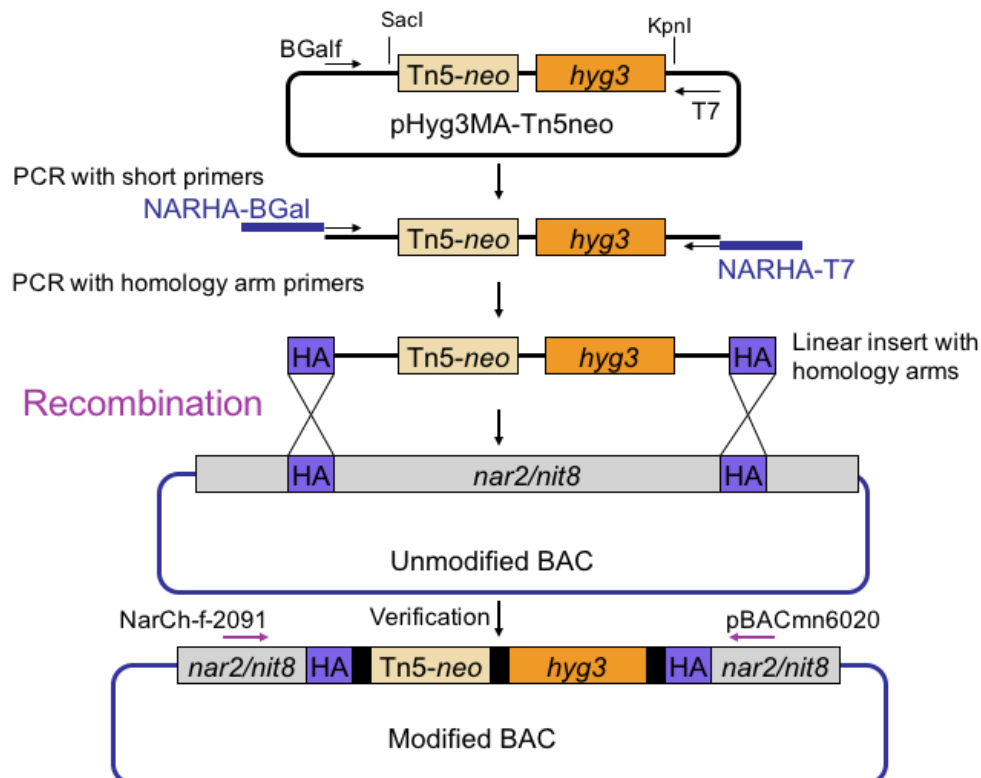 SacI
KpnI
BGalf
Tn5-neo
hyg3
T7
pHyg3MA-Tn5neo
PCR with short primers
NARHA-BGal
Tn5-neo
hyg3
NARHA-T7
PCR with homology arm primers
HA
Tn5-neo
hyg3
HA
Linear insert with
homology arms
Recombination
HA
nar2/nit8
HA
Unmodified BAC
NarCh-f-2091
Verification
pBACmn6020
nar2/nit8
HA
Tn5-neo
hyg3
HA
nar2/nit8
Modified BAC